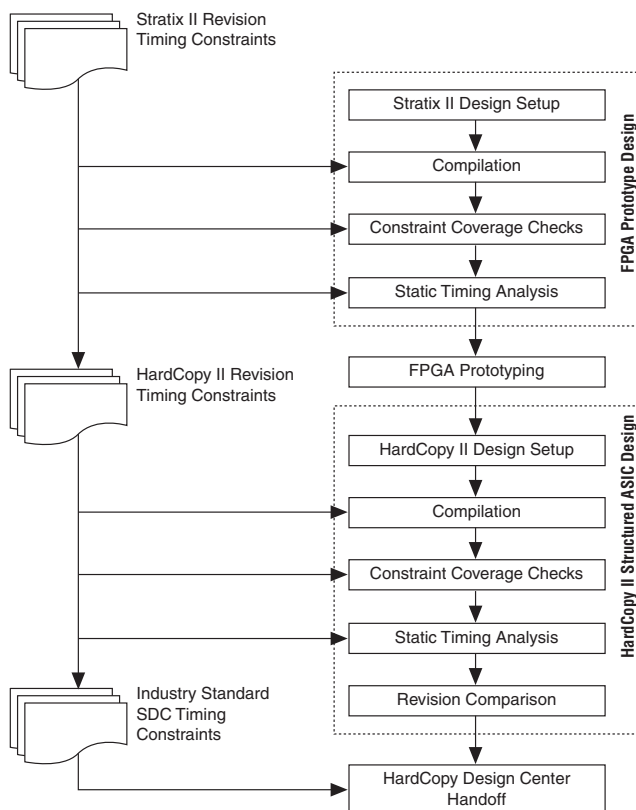 Stratix II Revision
Timing Constraints
Stratix II Design Setup
Compilation
Constraint Coverage Checks
Static Timing Analysis
FPGA Prototype Design
HardCopy II Revision
Timing Constraints
FPGA Prototyping
HardCopy II Design Setup
Compilation
Constraint Coverage Checks
Static Timing Analysis
Revision Comparison
HardCopy II Structured ASIC Design
Industry Standard
SDC Timing
Constraints
HardCopy Design Center
Handoff